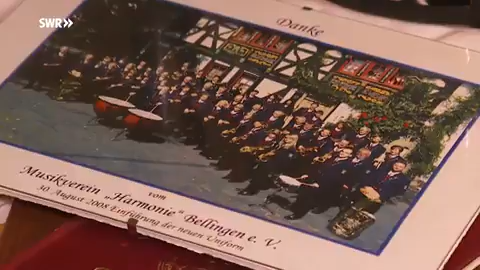 SWR»
Danke
vom
Musikverein „Harmonie" Bellingen e. V.
30. August 2008 Einführung der neuen Uniform